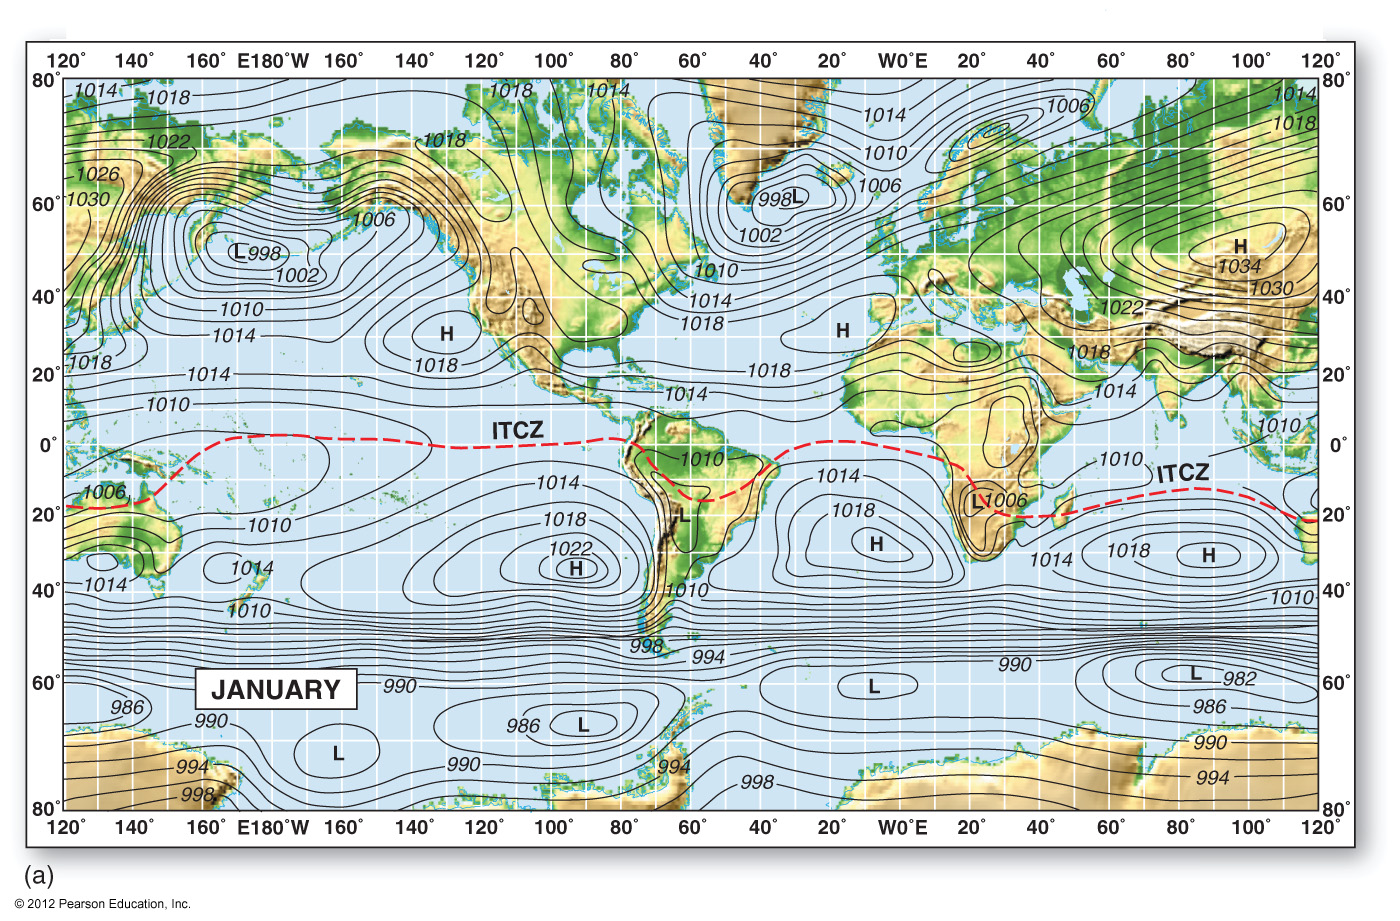 120° 140° 160° E180°W 160° 140° 120° 100° 80° 60° 40° 20° W0°E 20° 40° 60° 80° 100° 120°
80° 80°
1014 1018 1018 1014 1006 1014
1014 1018
1022 1018 1010
1026 1006
1030 998 L
60° 60°
1006
1002
L 998 H
1002 1010 1034
1030
40° 1010 1014 1022 40°
1014 H 1018 H
1018 1018 1018
20° 1014 1018 20°
1010 1014 1014
ITCZ 1010
0° 0°
1010 1010
ITCZ
1006 1014 1014 L 1006
20° 1018 L 1018 20°
1010
1022 H 1014 1018 H
1014 1014 H
40° 1010 40°
1010 1010
998 994 990
60° JANUARY 990 L L 982 60°
986 986
990 986 L
990
L
994 990 994 998 994
998
80° 80°
120° 140° 160° E180°W 160° 140° 120° 100° 80° 60° 40° 20° W0°E 20° 40° 60° 80° 100° 120°
(a)
© 2012 Pearson Education, Inc.